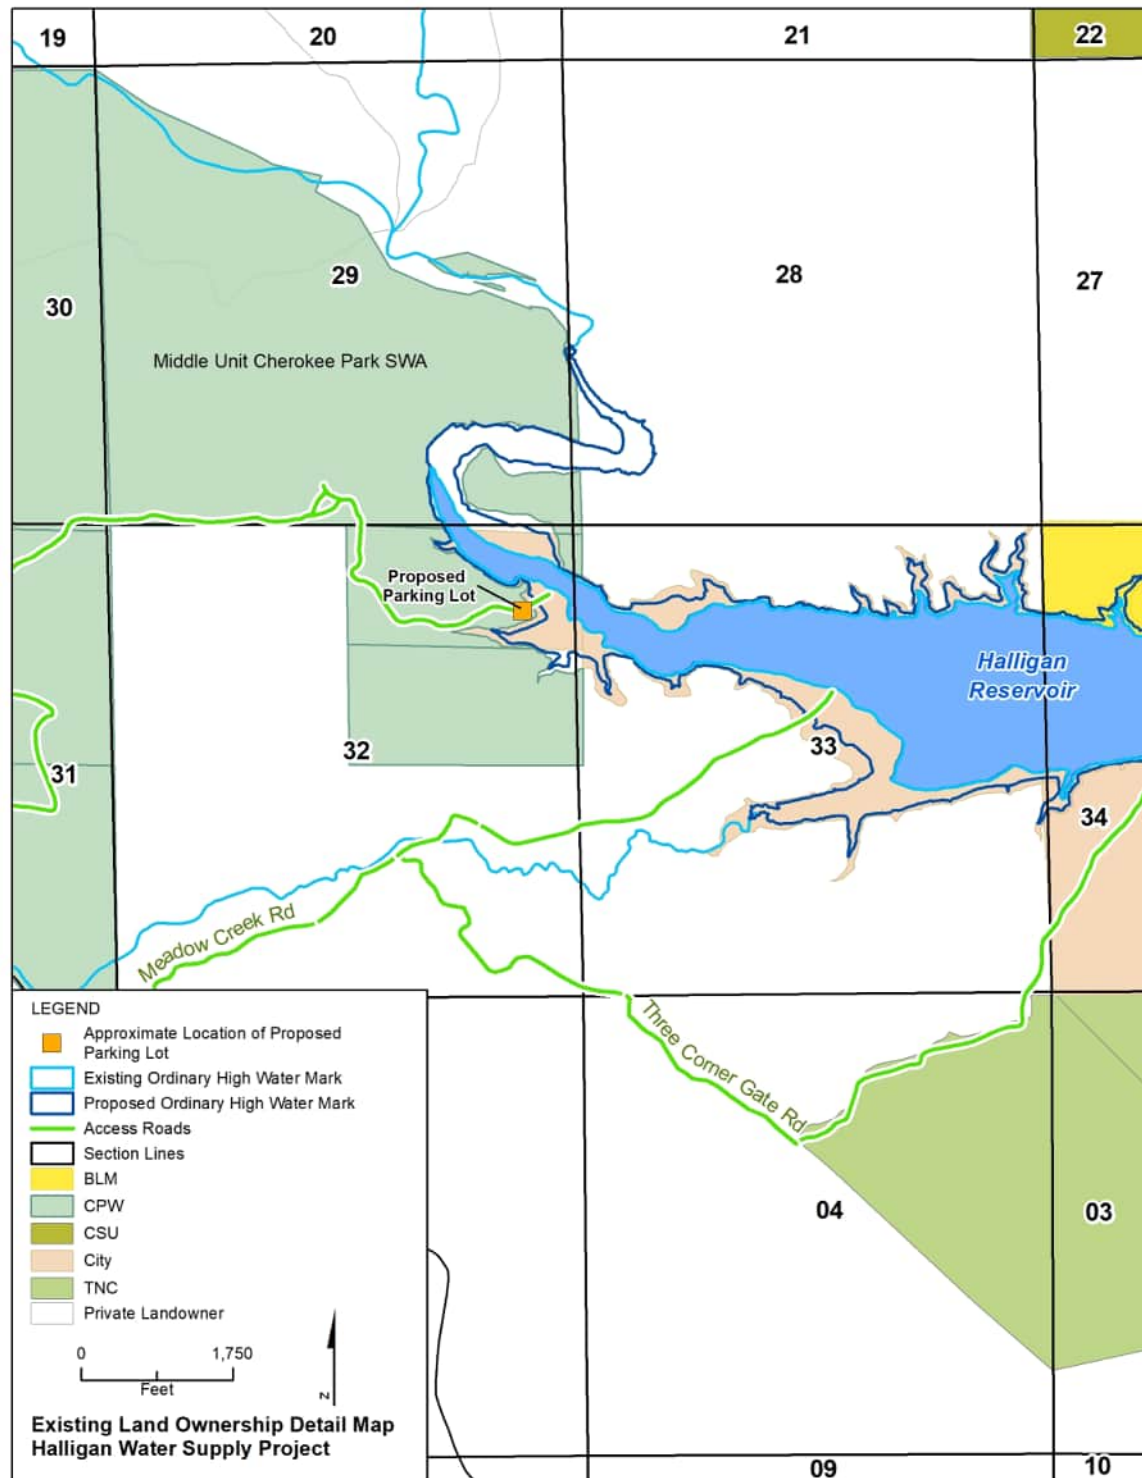 19
20
21
22
29
28
27
30
Middle Unit Cherokee Park SWA
Proposed
Parking Lot
Halligan
Reservoir
32
33
31
34
Meadow Creek Rd
Three Corner Gate Rd
04
03
09
10
LEGEND
Approximate Location of Proposed
Parking Lot
Existing Ordinary High Water Mark
Proposed Ordinary High Water Mark
Access Roads
Section Lines
BLM
CPW
CSU
City
TNC
Private Landowner
0 1,750
Feet
N
Existing Land Ownership Detail Map
Halligan Water Supply Project